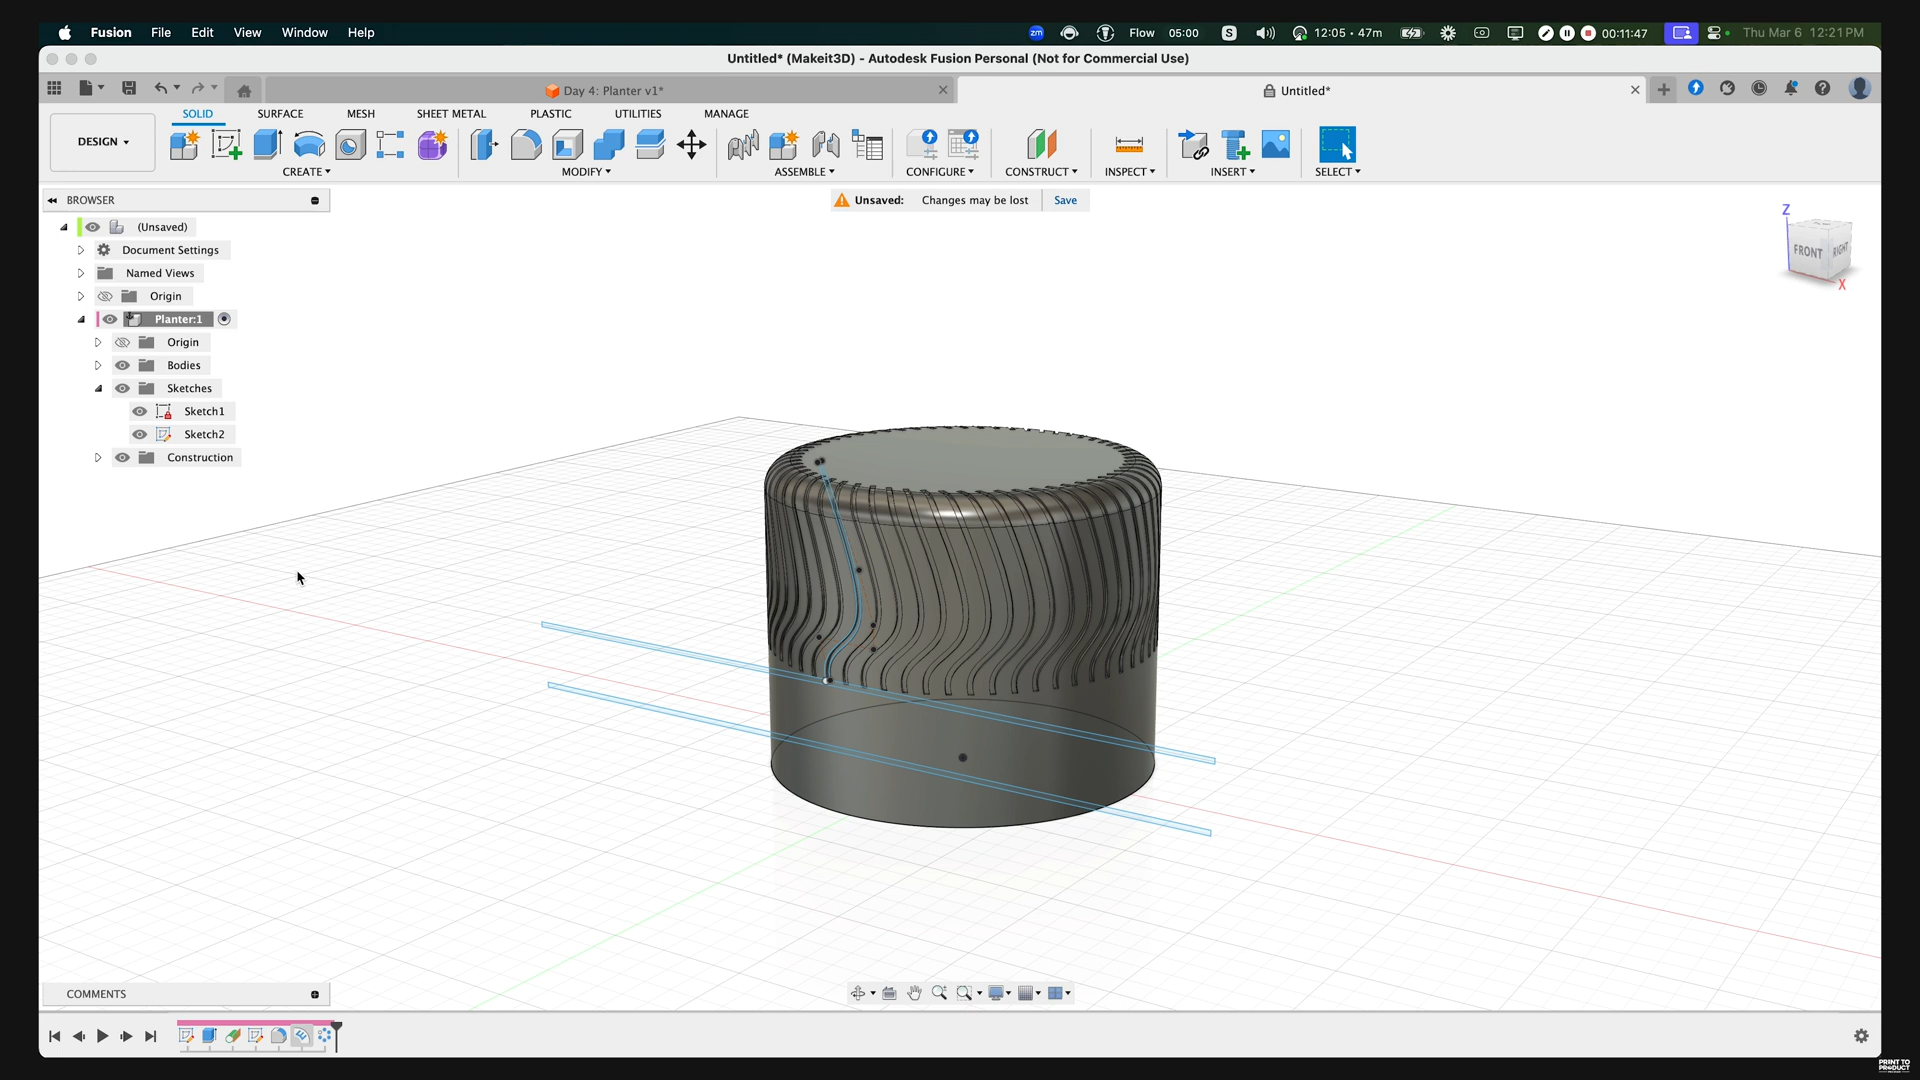 Fusion File Edit View Window Help zm Flow 05:00 S 12:05 • 47m 00:11:47 Thu Mar 6 12:21 PM
Untitled* (Makeit3D) - Autodesk Fusion Personal (Not for Commercial Use)
Day 4: Planter v1* Untitled*
SOLID SURFACE MESH SHEET METAL PLASTIC UTILITIES MANAGE
DESIGN
CREATE MODIFY ASSEMBLE CONFIGURE CONSTRUCT INSPECT INSERT SELECT
BROWSER
Unsaved: Changes may be lost Save
(Unsaved)
Document Settings
Named Views
Origin
Planter:1
Origin
Bodies
Sketches
Sketch1
Sketch2
Construction
Z
FRONT RIGHT
X
COMMENTS
PRINT TO
PRODUCT